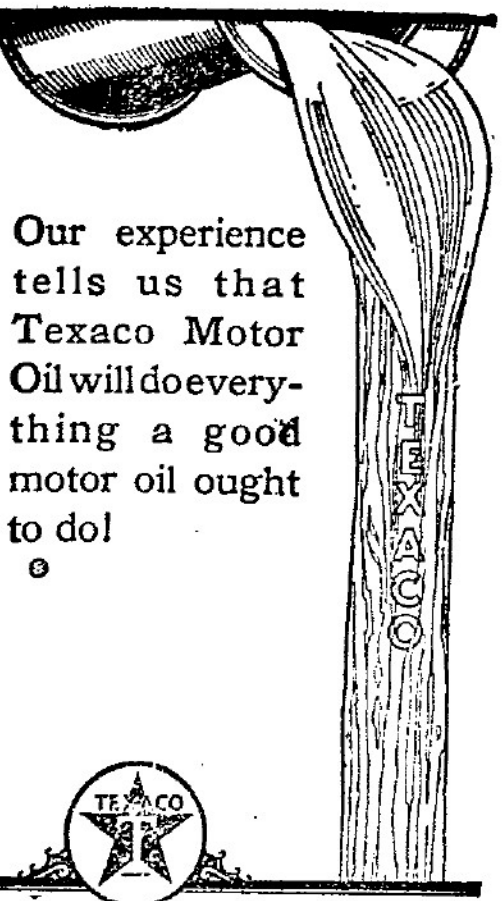 Our experience
tells us that
Texaco Motor
Oil will do every-
thing a good
motor oil ought
to do!
TEXACO
TEXACO
T